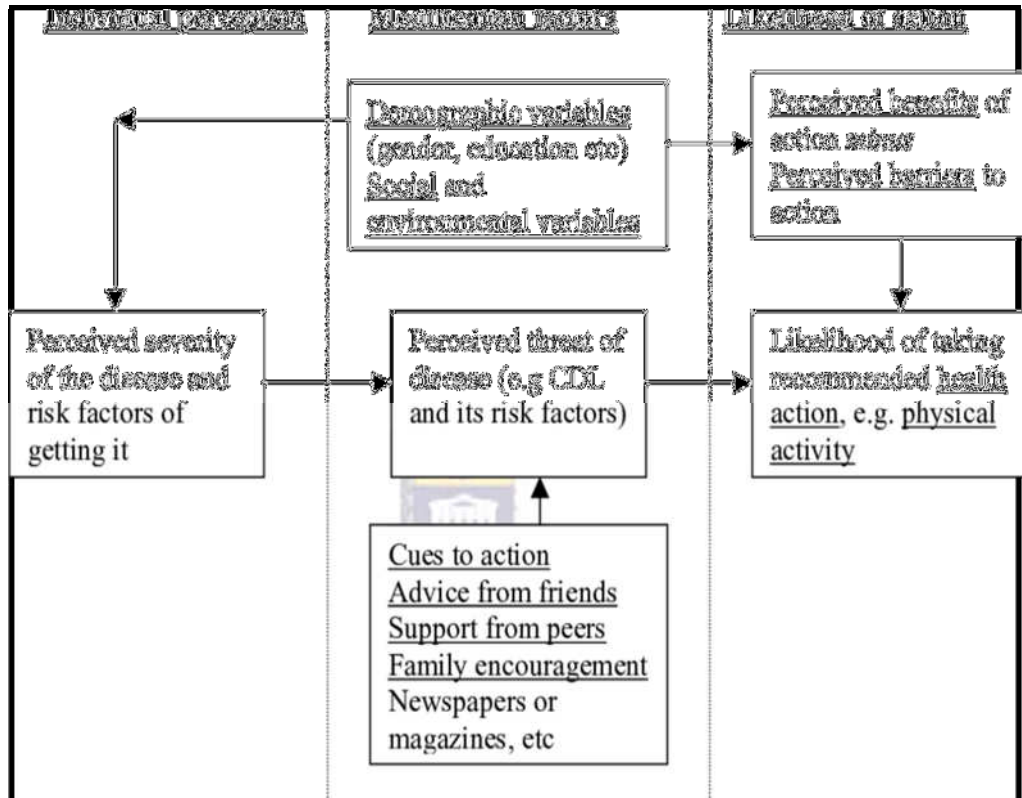 Individual perception
Modification factors
Likelihood of action
Demographic variables
(gender, education etc)
Social and
environmental variables
Perceived benefits of
action minus
Perceived barriers to
action
Perceived severity
of the disease and
risk factors of
getting it
Perceived threat of
disease (e.g CDL
and its risk factors)
Likelihood of taking
recommended health
action, e.g. physical
activity
Cues to action
Advice from friends
Support from peers
Family encouragement
Newspapers or
magazines, etc